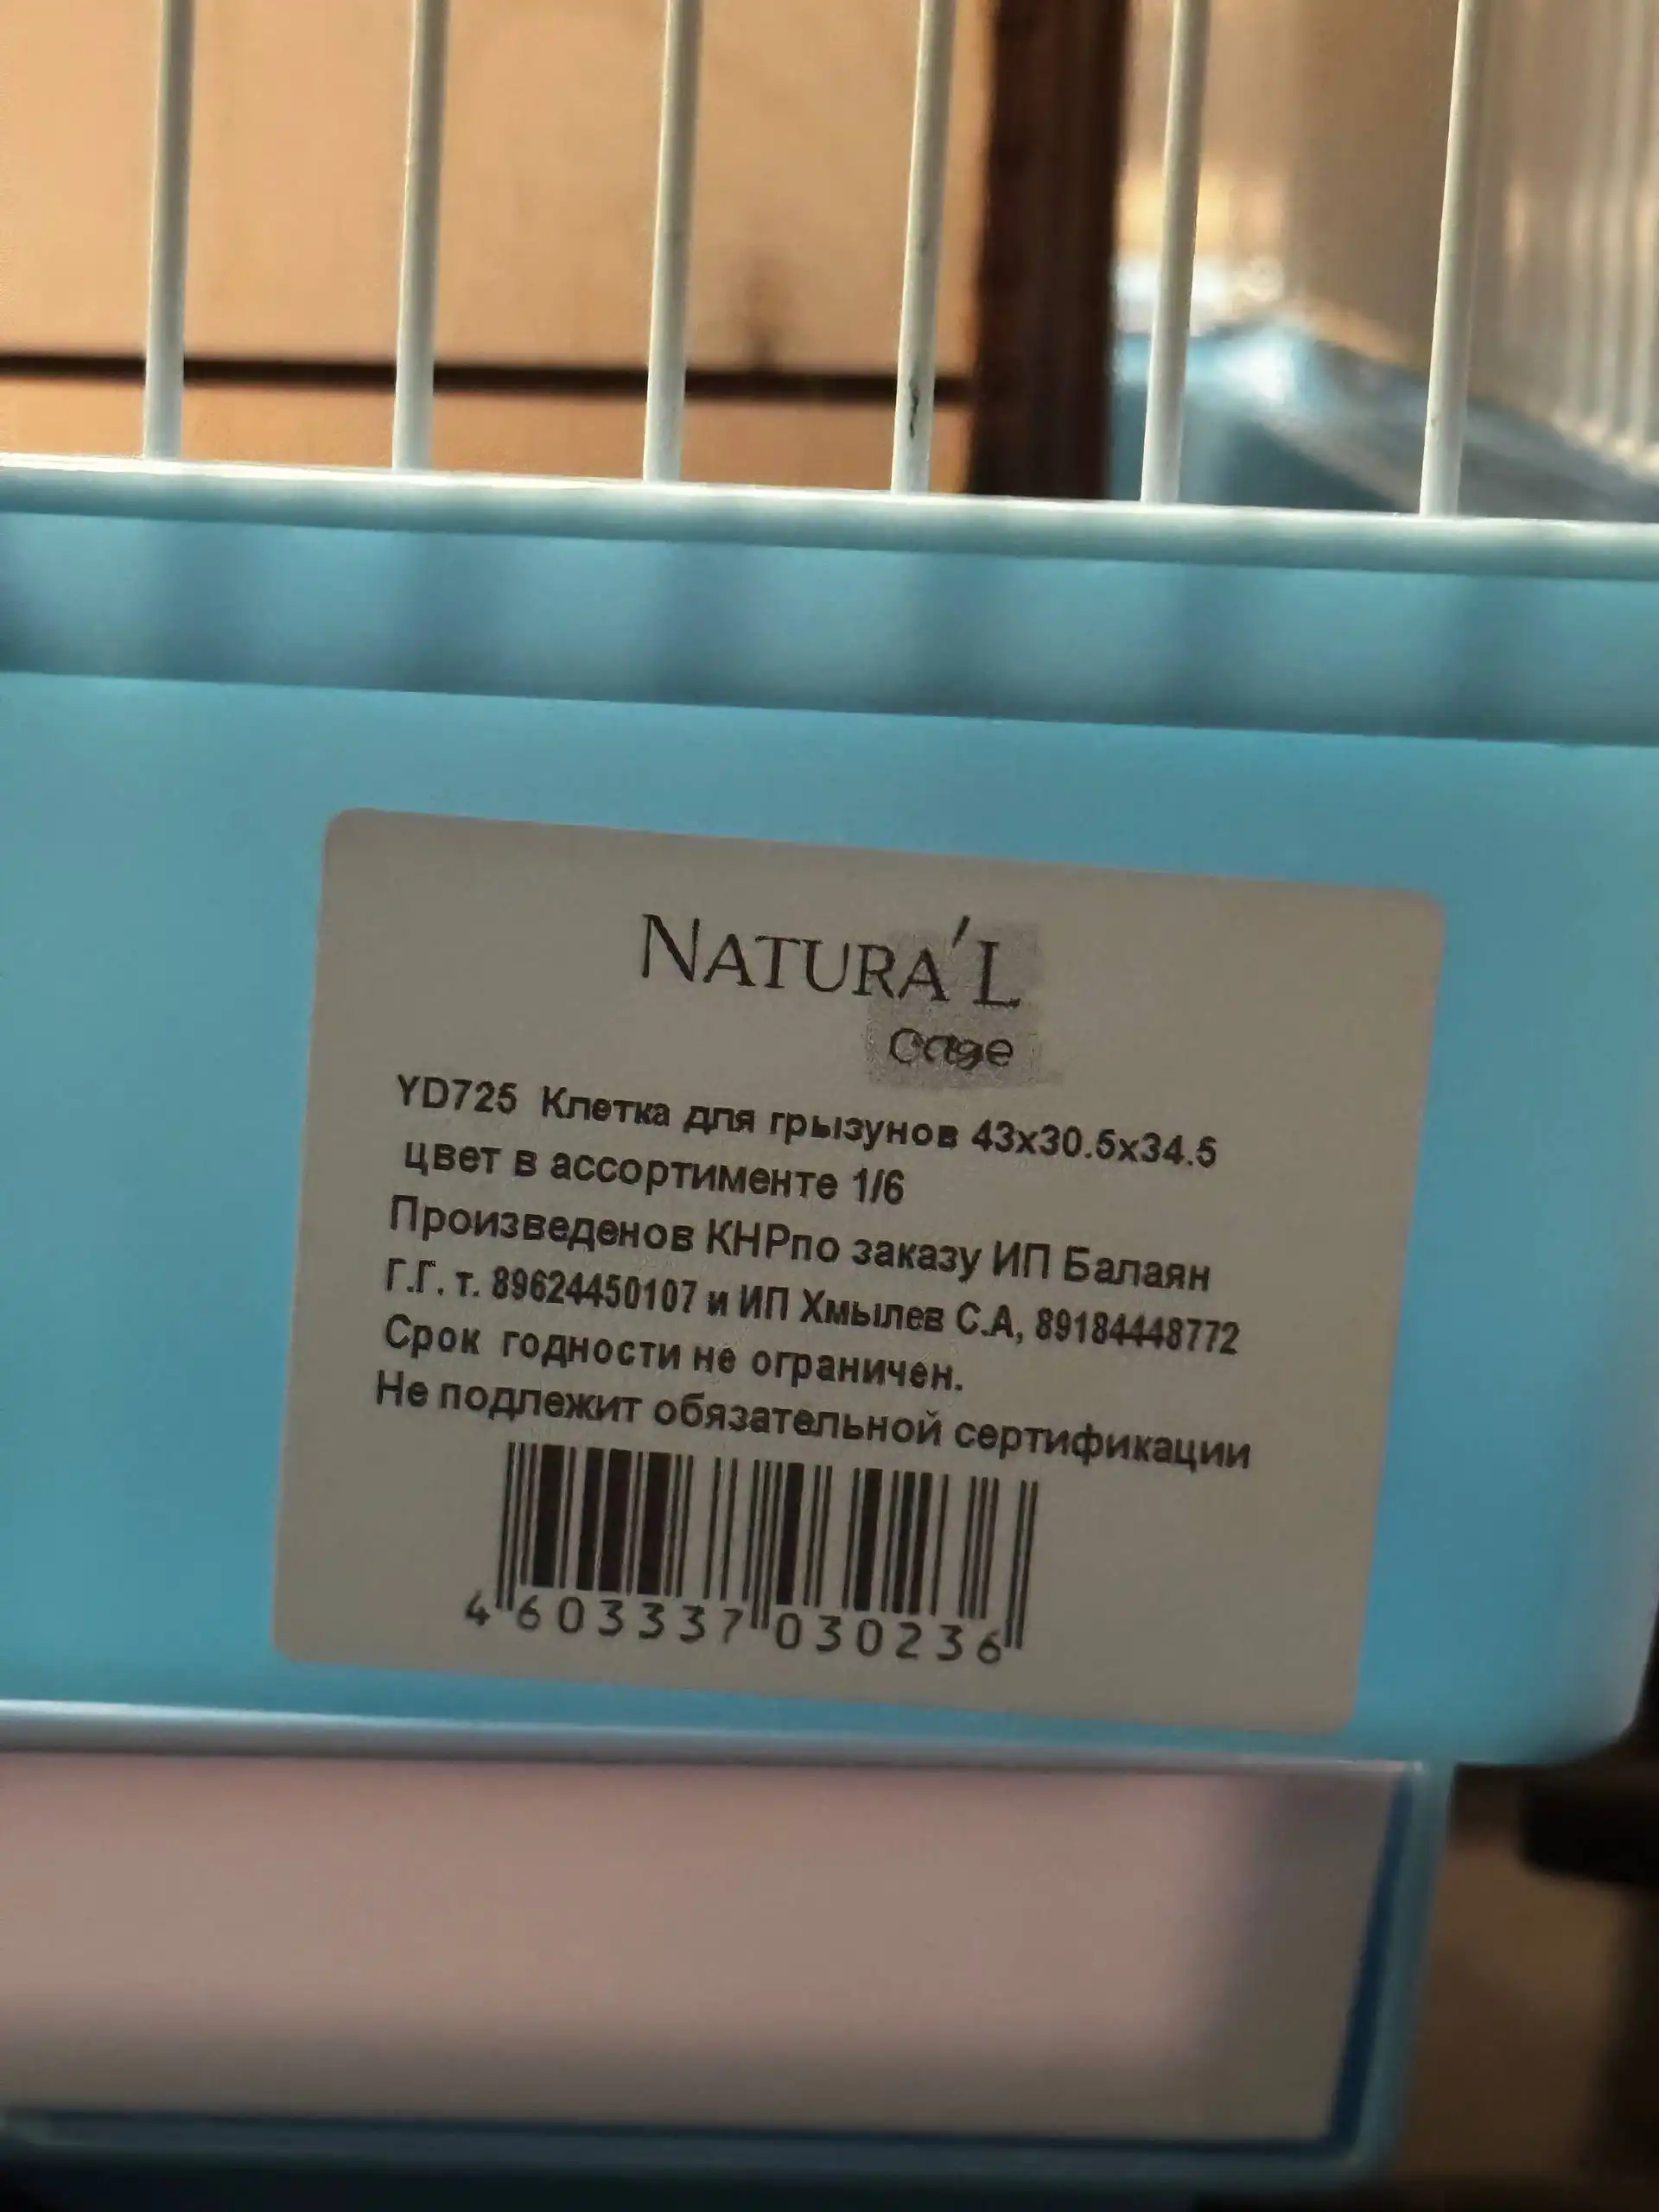 NATURA'L
cage
YD725 Клетка для грызунов 43x30.5x34.5
цвет в ассортименте 1/6
Произведенов КНРпо заказу ИП Балаян
Г.Г. т. 89624450107 и ИП Хмылев С.А, 89184448772
Срок годности не ограничен.
Не подлежит обязательной сертификации
4 603337 030236